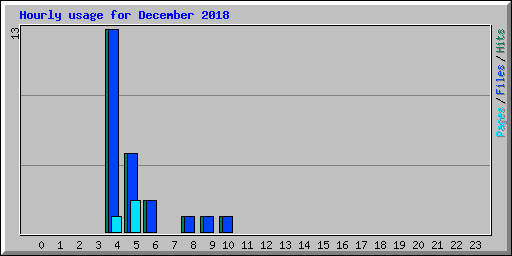 Hourly usage for December 2018
13
Pages/Files/Hits
0 1 2 3 4 5 6 7 8 9 10 11 12 13 14 15 16 17 18 19 20 21 22 23